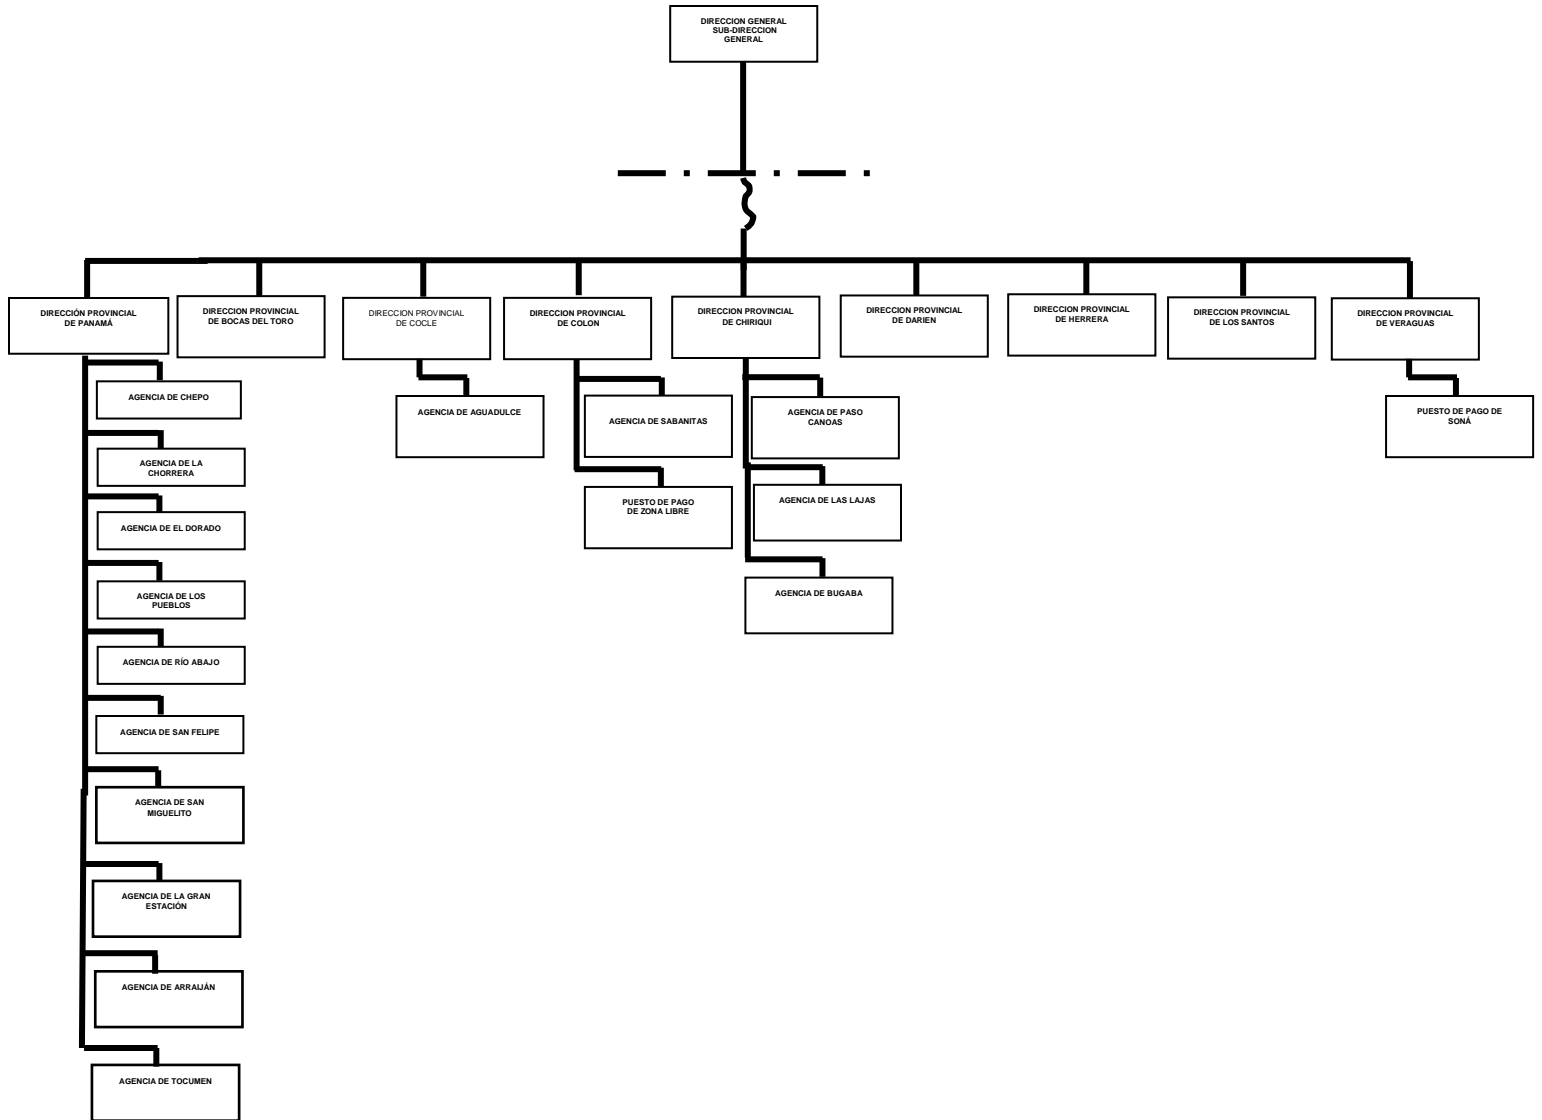 DIRECCION GENERAL
SUB-DIRECCION
GENERAL
DIRECCIÓN PROVINCIAL
DE PANAMÁ
DIRECCION PROVINCIAL
DE BOCAS DEL TORO
DIRECCION PROVINCIAL
DE COCLE
DIRECCION PROVINCIAL
DE COLON
DIRECCION PROVINCIAL
DE CHIRIQUI
DIRECCION PROVINCIAL
DE DARIEN
DIRECCION PROVINCIAL
DE HERRERA
DIRECCION PROVINCIAL
DE LOS SANTOS
DIRECCION PROVINCIAL
DE VERAGUAS
AGENCIA DE CHEPO
AGENCIA DE LA
CHORRERA
AGENCIA DE EL DORADO
AGENCIA DE LOS
PUEBLOS
AGENCIA DE RÍO ABAJO
AGENCIA DE SAN FELIPE
AGENCIA DE SAN
MIGUELITO
AGENCIA DE LA GRAN
ESTACIÓN
AGENCIA DE ARRAIJÁN
AGENCIA DE TOCUMEN
AGENCIA DE AGUADULCE
AGENCIA DE SABANITAS
PUESTO DE PAGO
DE ZONA LIBRE
AGENCIA DE PASO
CANOAS
AGENCIA DE LAS LAJAS
AGENCIA DE BUGABA
PUESTO DE PAGO DE
SONÁ